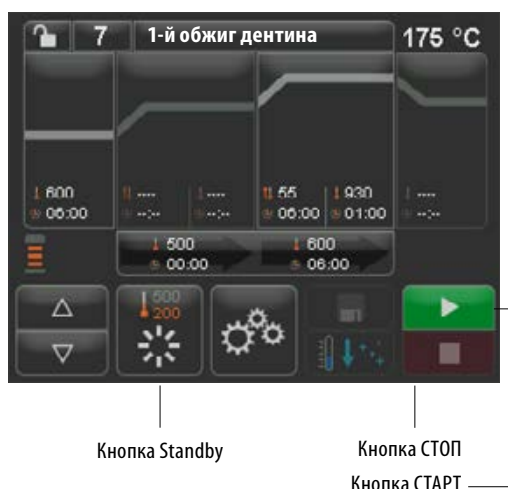 7 1-й обжиг дентина 175 °C
600 ---- ---- 55 930 ----
06:00 --:-- --:-- 06:00 01:00 --:--
500 600
00:00 06:00
500
200
Кнопка Standby Кнопка СТОП
Кнопка СТАРТ